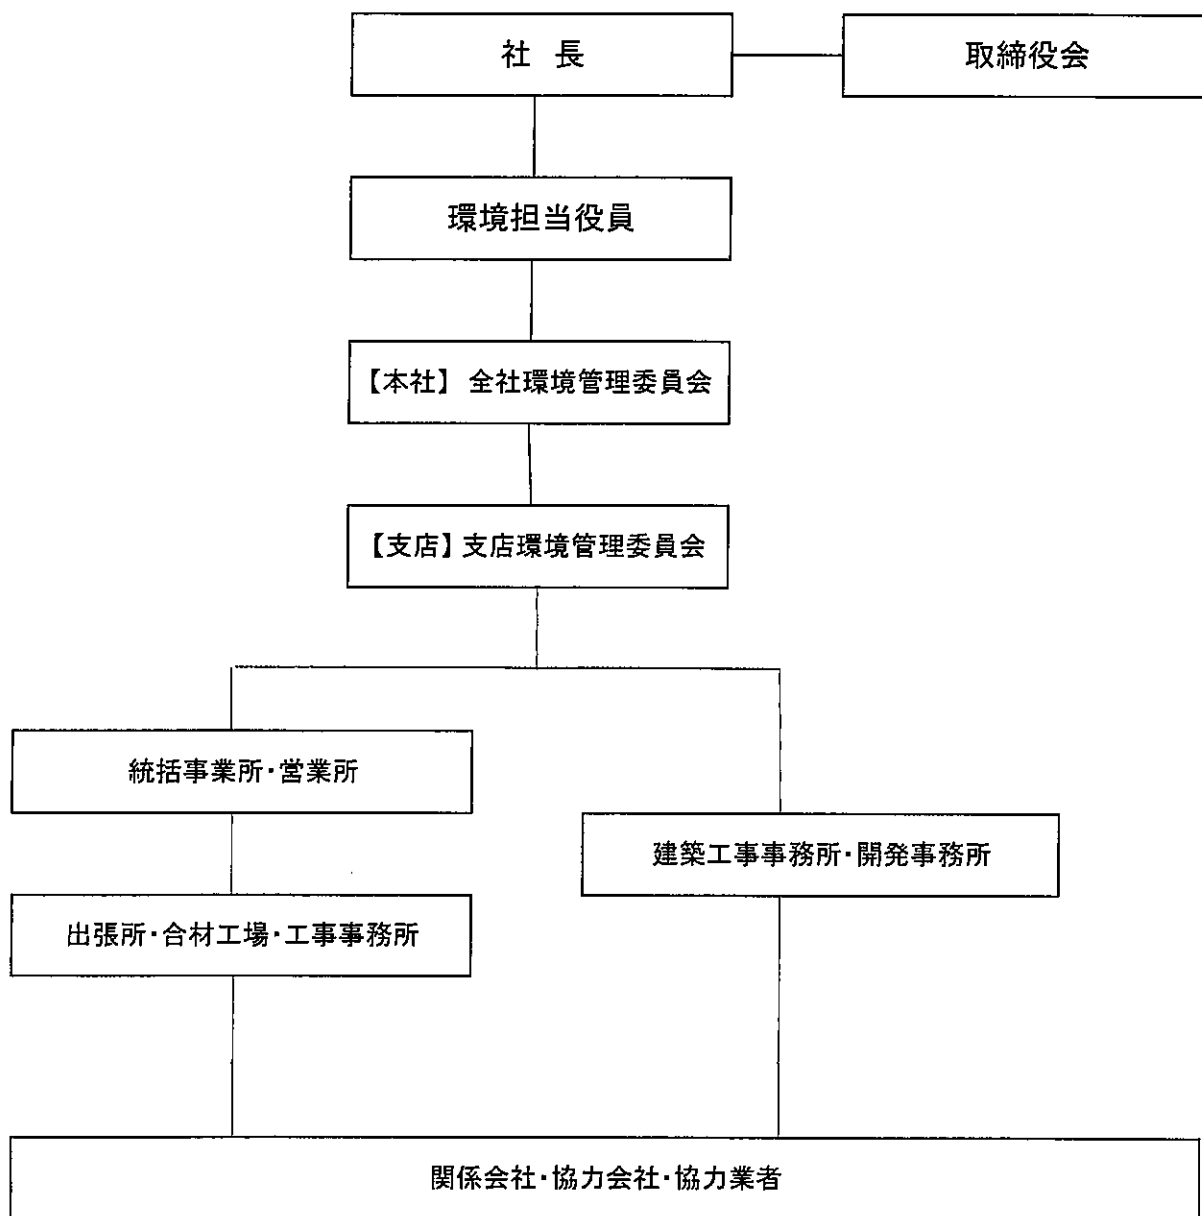 社 長
取締役会
環境担当役員
【本社】 全社環境管理委員会
【支店】支店環境管理委員会
統括事業所・営業所
建築工事事務所・開発事務所
出張所・合材工場・工事事務所
関係会社・協力会社・協力業者